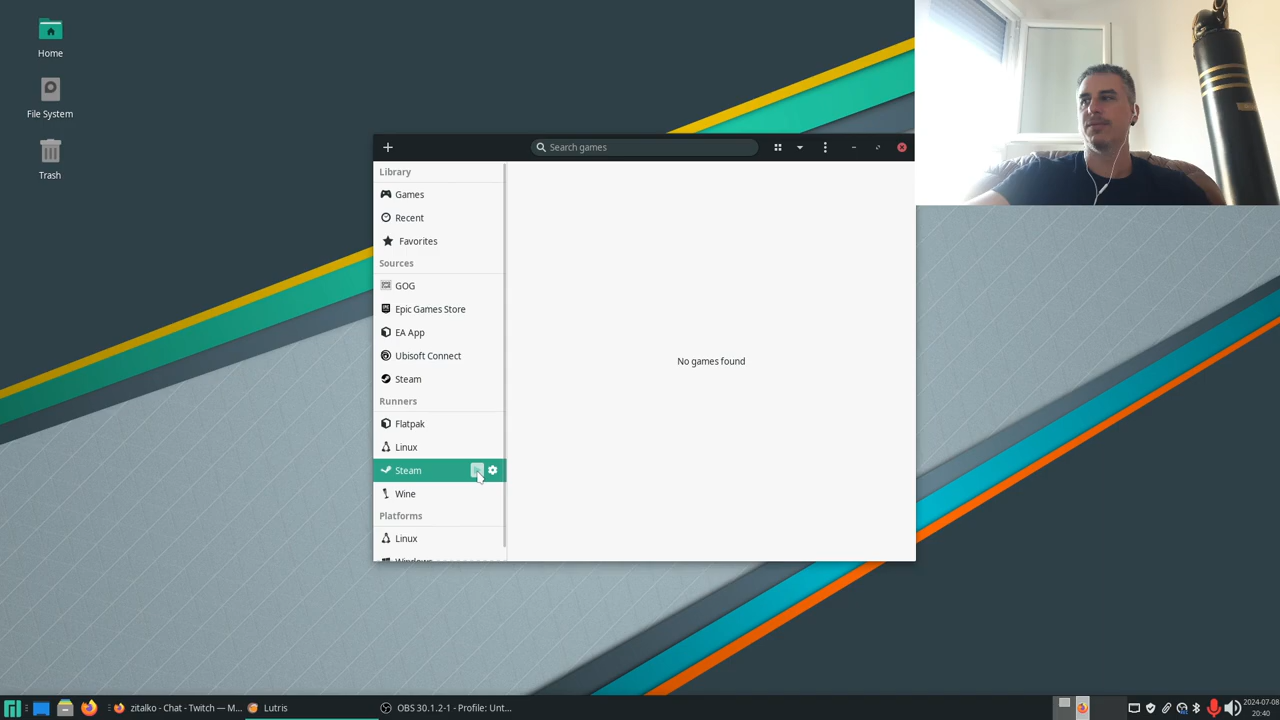 Home
File System
Trash
Search games
Library
Games
Recent
Favorites
Sources
GOG
Epic Games Store
EA App
Ubisoft Connect
Steam
Runners
Flatpak
Linux
Steam
Wine
Platforms
Linux
Windows
No games found
zitalko - Chat - Twitch — M...
Lutris
OBS 30.1.2-1 - Profile: Unt...
2024-07-08
20:40